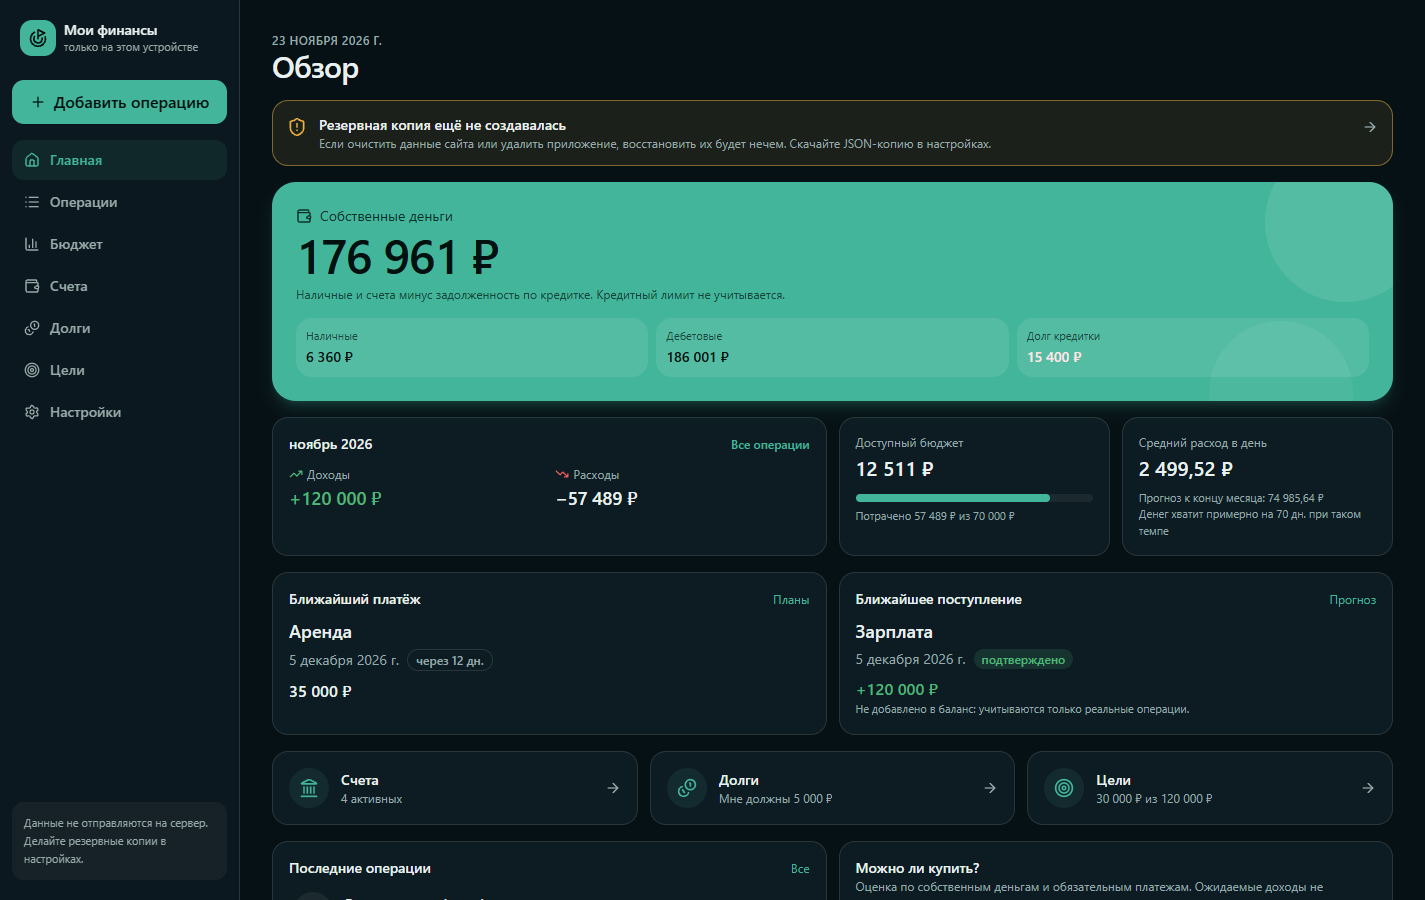 Мои финансы
только на этом устройстве
+ Добавить операцию
Главная
Операции
Бюджет
Счета
Долги
Цели
Настройки
Данные не отправляются на сервер.
Делайте резервные копии в
настройках.
23 НОЯБРЯ 2026 Г.
Обзор
Резервная копия ещё не создавалась
Если очистить данные сайта или удалить приложение, восстановить их будет нечем. Скачайте JSON-копию в настройках.
Собственные деньги
176 961 ₽
Наличные и счета минус задолженность по кредитке. Кредитный лимит не учитывается.
Наличные
6 360 ₽
Дебетовые
186 001 ₽
Долг кредитки
15 400 ₽
ноябрь 2026
Все операции
Доходы
+120 000 ₽
Расходы
−57 489 ₽
Доступный бюджет
12 511 ₽
Потрачено 57 489 ₽ из 70 000 ₽
Средний расход в день
2 499,52 ₽
Прогноз к концу месяца: 74 985,64 ₽
Денег хватит примерно на 70 дн. при таком
темпе
Ближайший платёж
Планы
Аренда
5 декабря 2026 г. через 12 дн.
35 000 ₽
Ближайшее поступление
Прогноз
Зарплата
5 декабря 2026 г. подтверждено
+120 000 ₽
Не добавлено в баланс: учитываются только реальные операции.
Счета
4 активных
Долги
Мне должны 5 000 ₽
Цели
30 000 ₽ из 120 000 ₽
Последние операции
Все
Можно ли купить?
Оценка по собственным деньгам и обязательным платежам. Ожидаемые доходы не